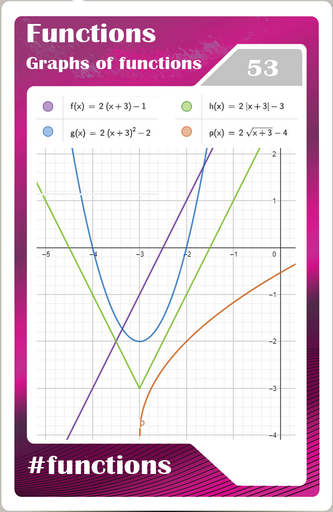 Functions
Graphs of functions
53
f(x) = 2 (x + 3) − 1
h(x) = 2 |x + 3| − 3
g(x) = 2 (x + 3)² − 2
p(x) = 2 √(x + 3) − 4
2
1
−5 −4 −3 −2 −1 0
−1
−2
−3
p
−4
#functions